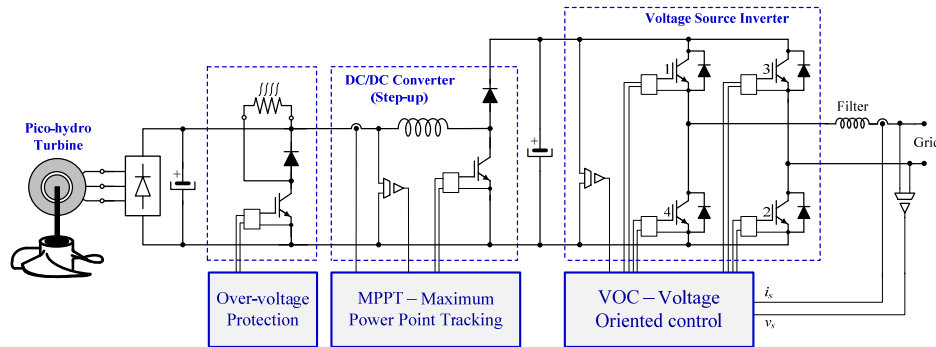 Voltage Source Inverter
DC/DC Converter
(Step-up)
Pico-hydro
Turbine
1
3
Filter
Grid
4
2
Over-voltage
Protection
MPPT – Maximum
Power Point Tracking
VOC – Voltage
Oriented control
is
vs